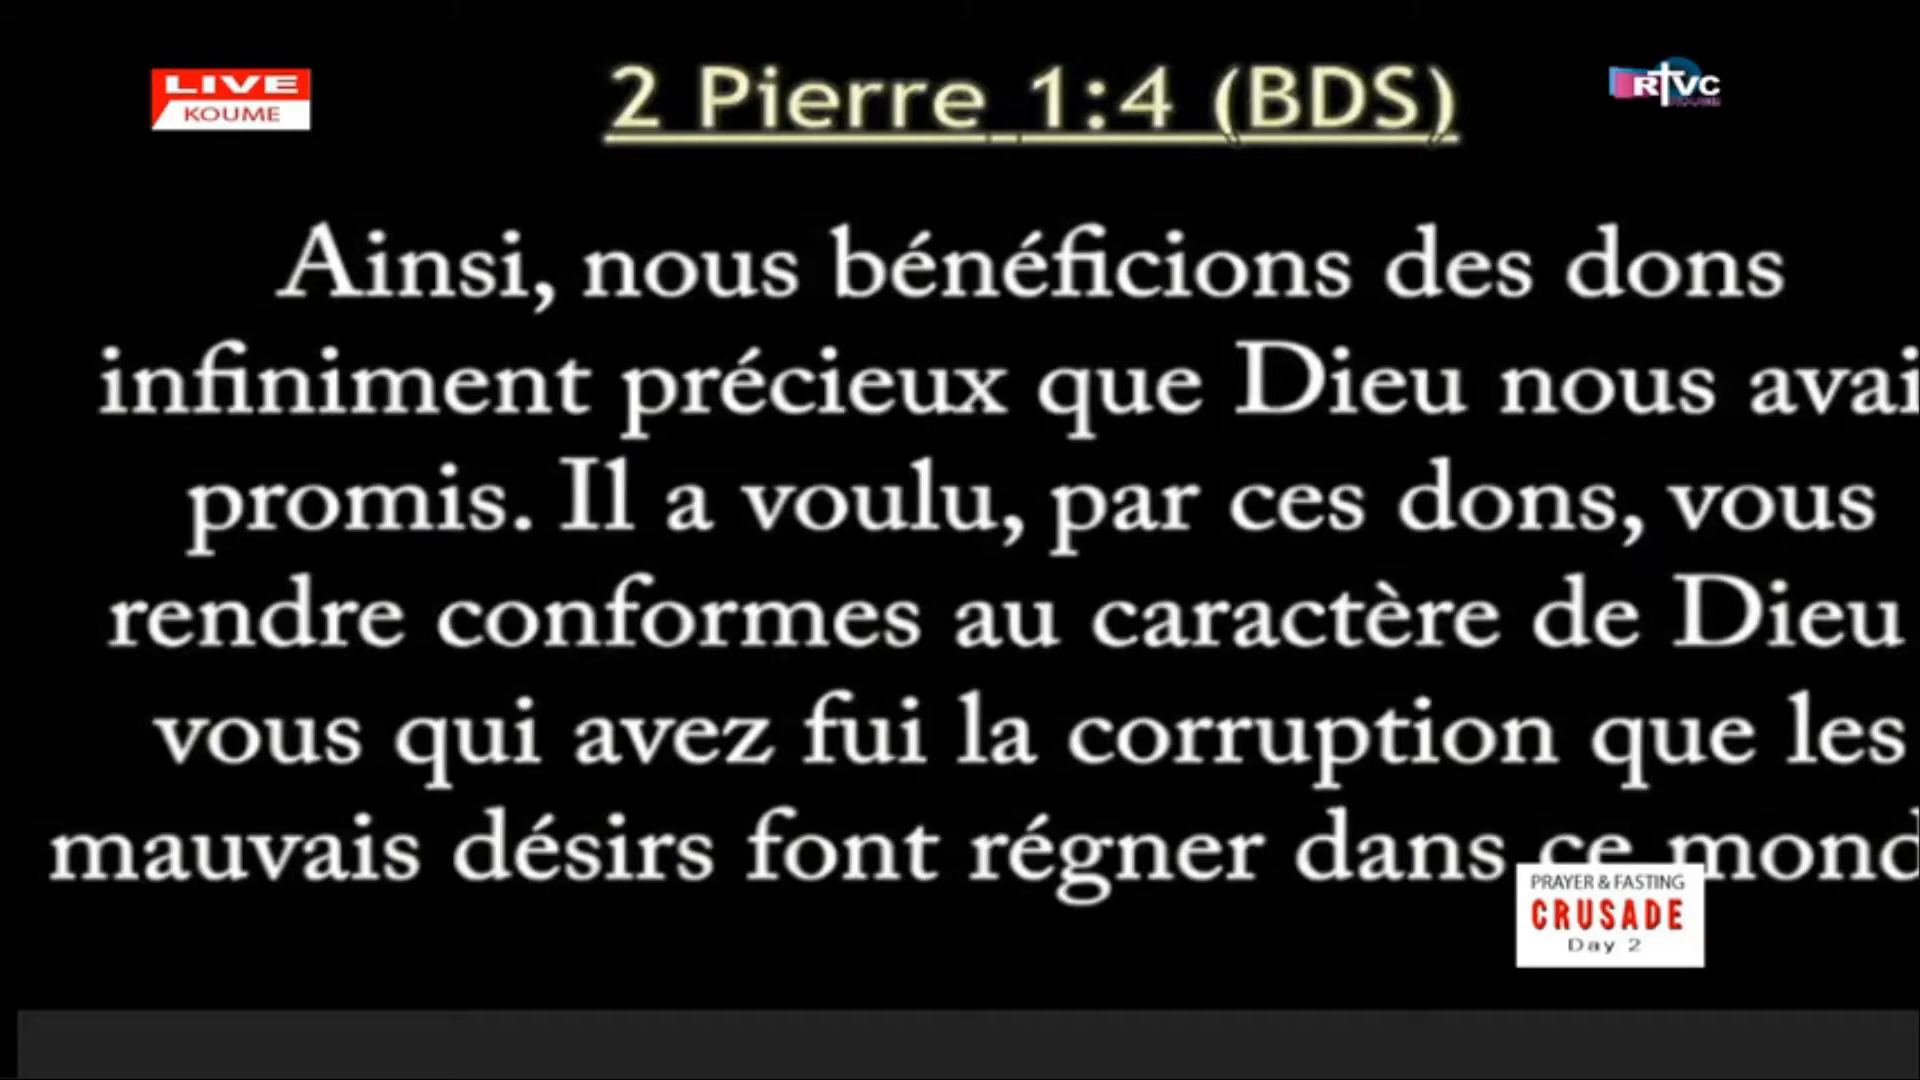 LIVE
KOUME
2 Pierre 1:4 (BDS)
RTVC
Ainsi, nous bénéficions des dons
infiniment précieux que Dieu nous avai
promis. Il a voulu, par ces dons, vous
rendre conformes au caractère de Dieu
vous qui avez fui la corruption que les
mauvais désirs font régner dans ce mond
PRAYER & FASTING
CRUSADE
Day 2